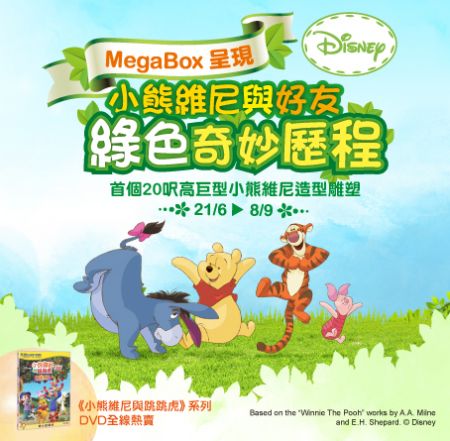 MegaBox 呈現
DISNEY
小熊維尼與好友
綠色奇妙歷程
首個20呎高巨型小熊維尼造型雕塑
21/6 ▶ 8/9
《小熊維尼與跳跳虎》系列
DVD全線熱賣
Based on the "Winnie The Pooh" works by A.A. Milne
and E.H. Shepard. © Disney